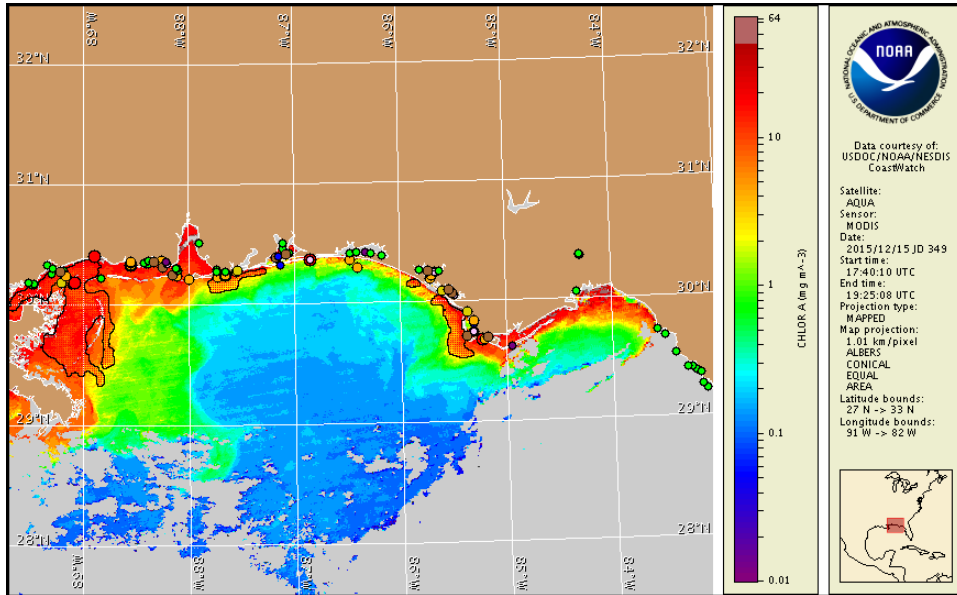 89°W
88°W
87°W
86°W
85°W
84°W
32°N
31°N
30°N
29°N
28°N
31°N
30°N
29°N
28°N
89°W
88°W
87°W
86°W
85°W
84°W
64
10
1
0.1
0.01
CHLOR A (mg m^-3)
NATIONAL OCEANIC AND ATMOSPHERIC ADMINISTRATION
NOAA
U.S. DEPARTMENT OF COMMERCE
Data courtesy of:
USDOC/NOAA/NESDIS
CoastWatch
Satellite:
AQUA
Sensor:
MODIS
Date:
2015/12/15 JD 349
Start time:
17:40:10 UTC
End time:
19:25:08 UTC
Projection type:
MAPPED
Map projection:
1.01 km/pixel
ALBERS
CONICAL
EQUAL
AREA
Latitude bounds:
27 N -> 33 N
Longitude bounds:
91 W -> 82 W